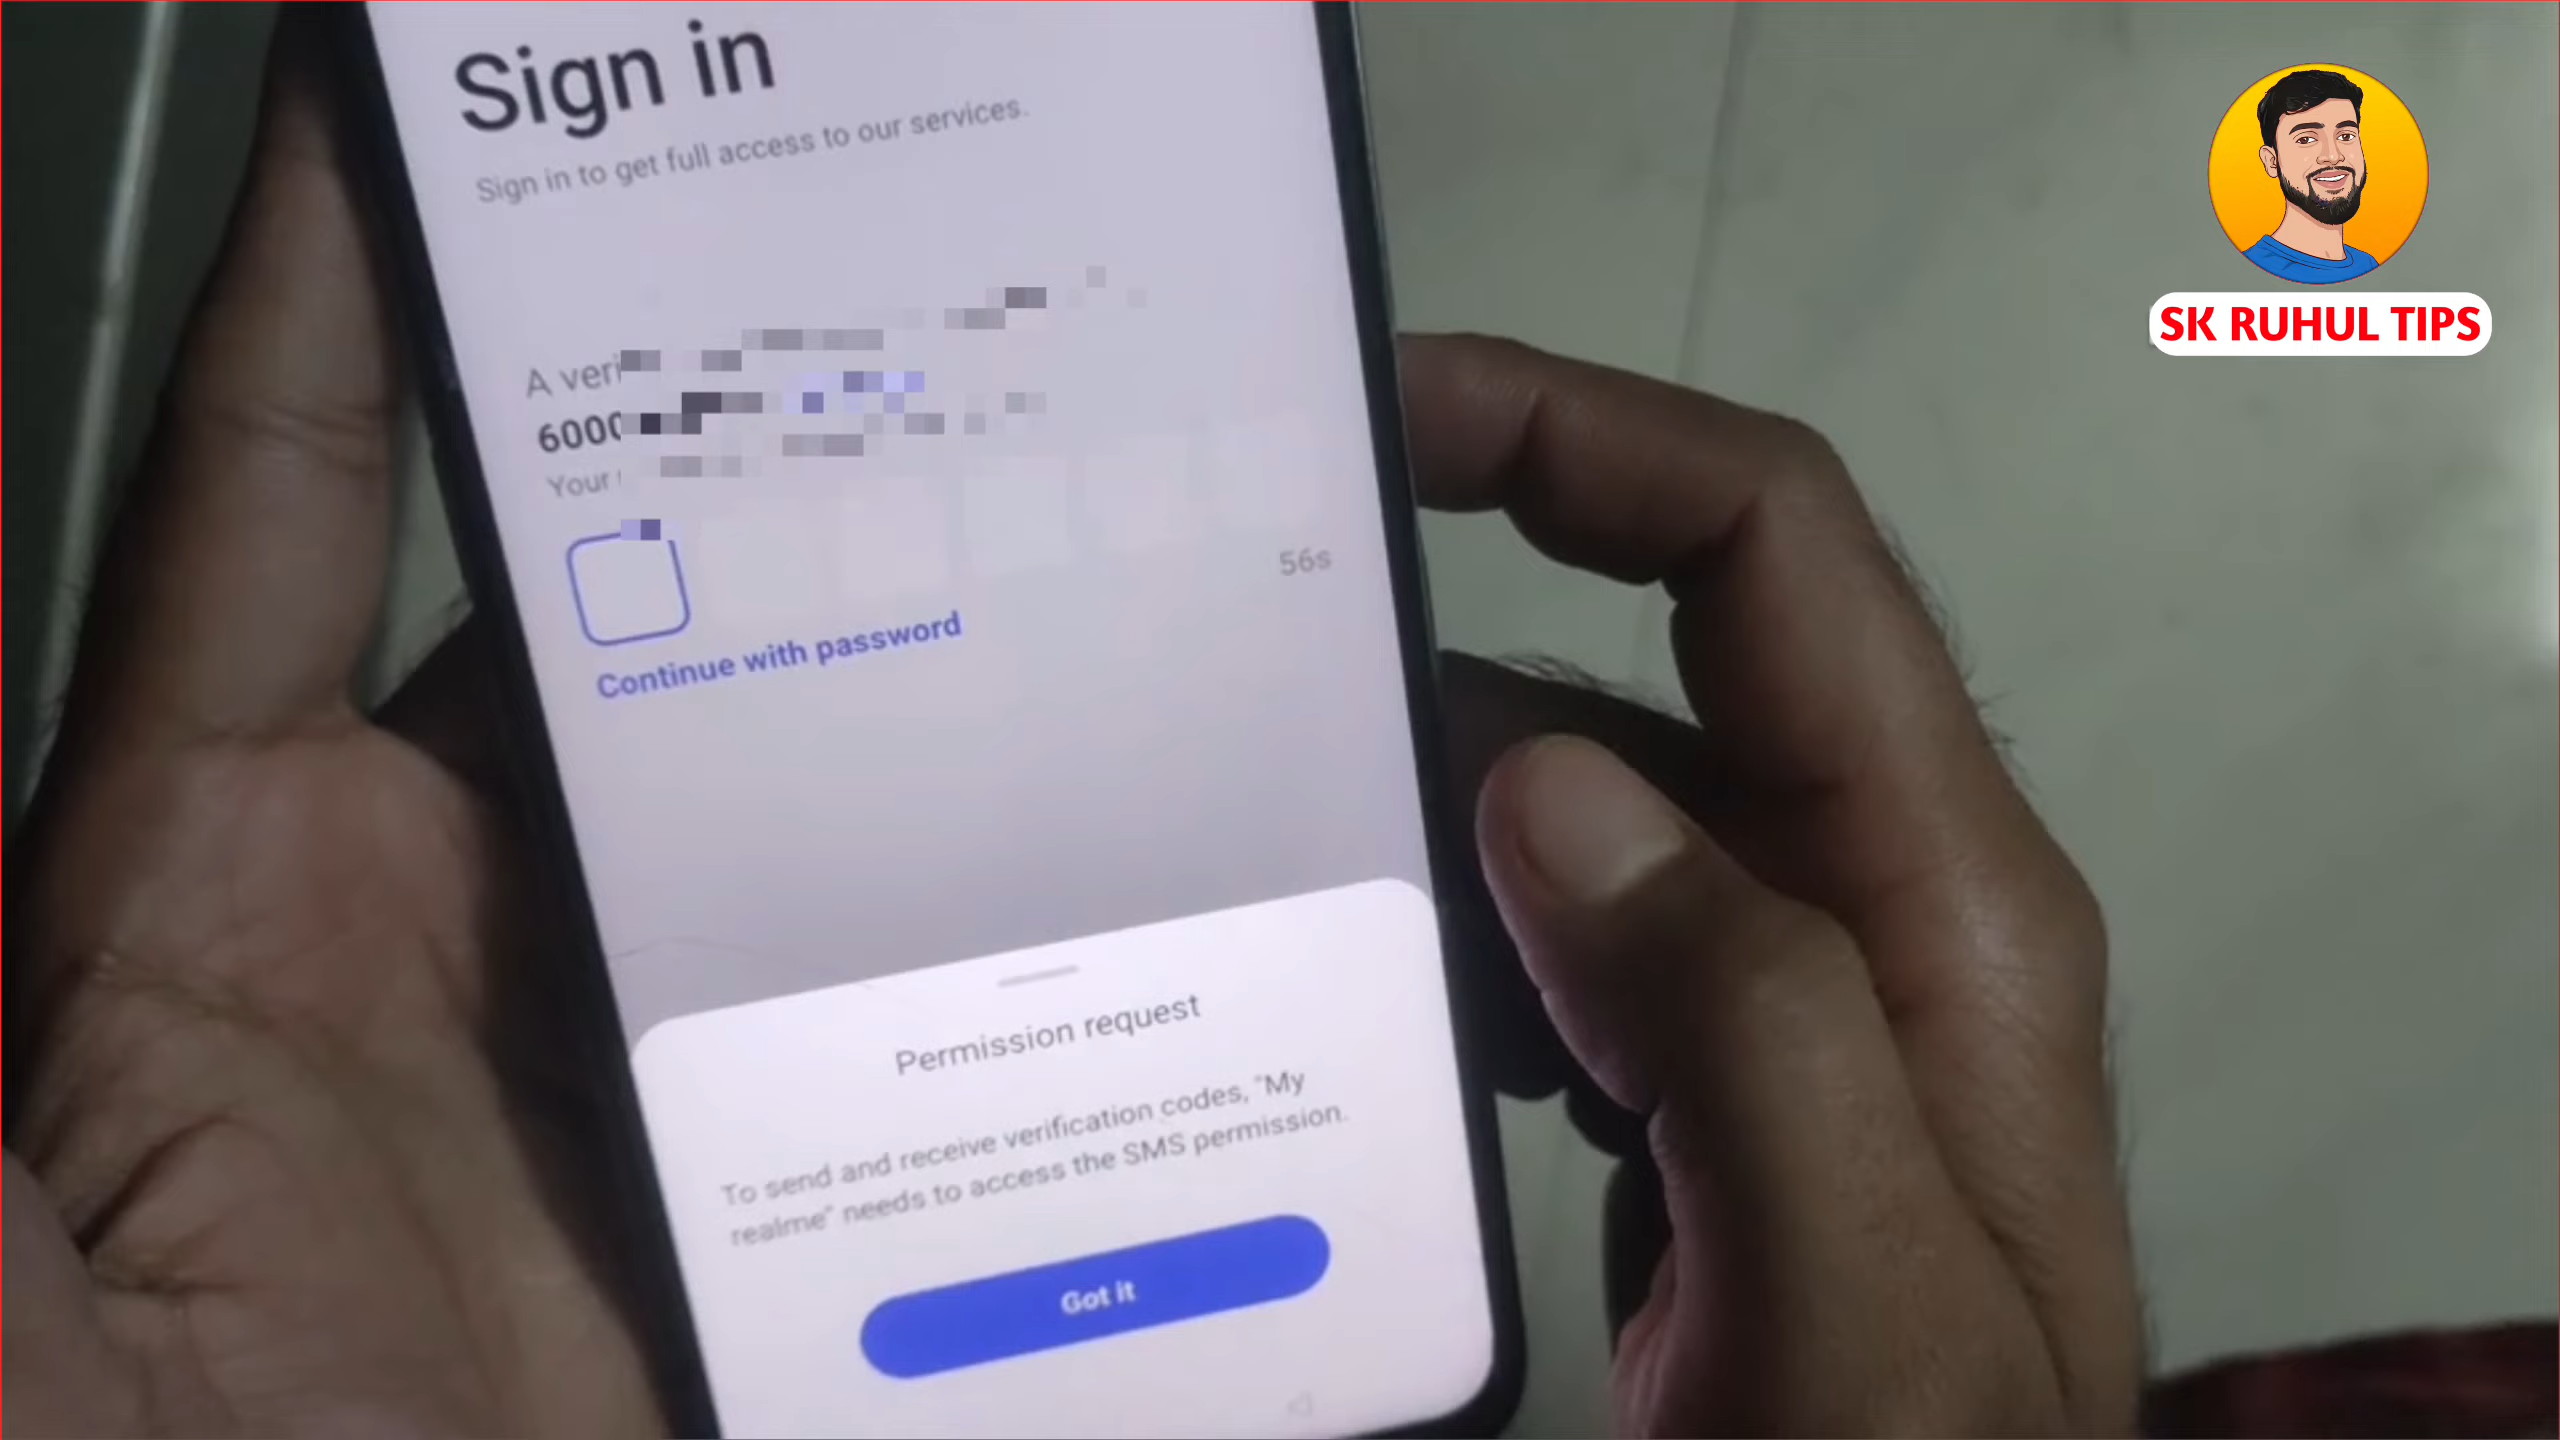 Sign in
Sign in to get full access to our services.
SK RUHUL TIPS
A veri
6000
Your
56s
Continue with password
Permission request
To send and receive verification codes, "My
realme" needs to access the SMS permission.
Got it